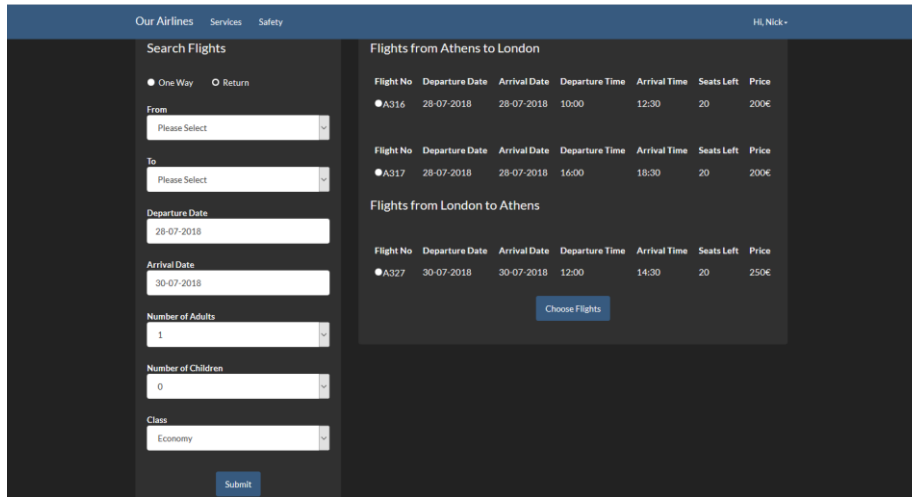 Our Airlines Services Safety Hi, Nick
Search Flights
One Way Return
From
Please Select
To
Please Select
Departure Date
28-07-2018
Arrival Date
30-07-2018
Number of Adults
1
Number of Children
0
Class
Economy
Submit
Flights from Athens to London
Flight No Departure Date Arrival Date Departure Time Arrival Time Seats Left Price
A316 28-07-2018 28-07-2018 10:00 12:30 20 200€
Flight No Departure Date Arrival Date Departure Time Arrival Time Seats Left Price
A317 28-07-2018 28-07-2018 16:00 18:30 20 200€
Flights from London to Athens
Flight No Departure Date Arrival Date Departure Time Arrival Time Seats Left Price
A327 30-07-2018 30-07-2018 12:00 14:30 20 250€
Choose Flights